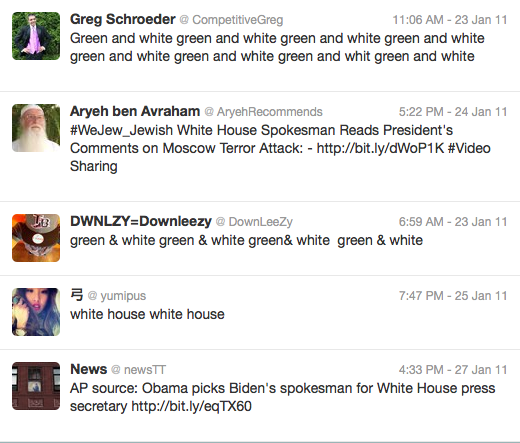 Greg Schroeder @ CompetitiveGreg 11:06 AM - 23 Jan 11
Green and white green and white green and white green and white
green and white green and white green and whit green and white
Aryeh ben Avraham @ AryehRecommends 5:22 PM - 24 Jan 11
#WeJew_Jewish White House Spokesman Reads President's
Comments on Moscow Terror Attack: - http://bit.ly/dWoP1K #Video
Sharing
DWNLZY=Downleezy @ DownLeeZy 6:59 AM - 23 Jan 11
green & white green & white green& white  green & white
弓 @ yumipus 7:47 PM - 25 Jan 11
white house white house
News @ newsTT 4:33 PM - 27 Jan 11
AP source: Obama picks Biden's spokesman for White House press
secretary http://bit.ly/eqTX60